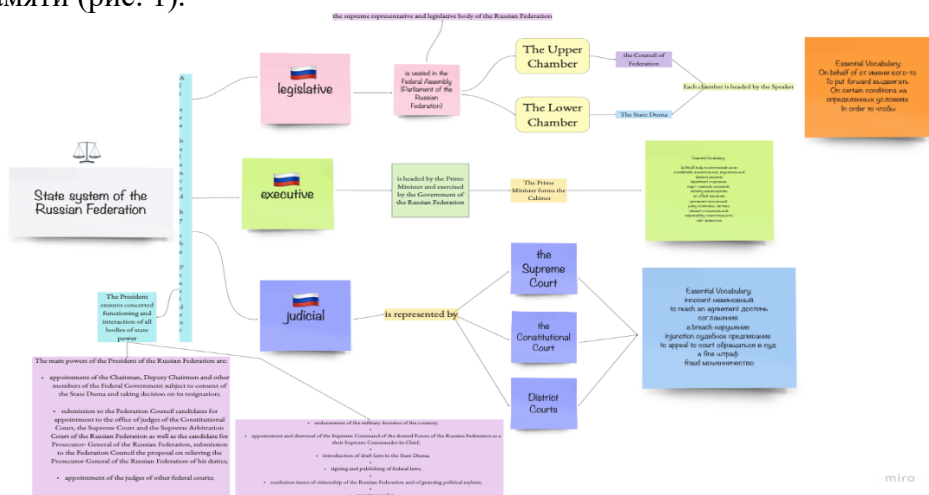 амяти (рис. 1).
the supreme representative and legislative body of the Russian Federation
State system of the
Russian Federation
All are balanced by the President
legislative
is vested in the
Federal Assembly
(Parliament of the
Russian
Federation)
The Upper
Chamber
the Council of
Federation
The Lower
Chamber
The State Duma
Each chamber is headed by the Speaker
Essential Vocabulary:
On behalf of от имени кого-то
To put forward выдвигать
On certain conditions на
определенных условиях
In order to чтобы
executive
is headed by the Prime
Minister and exercised
by the Government of
the Russian Federation
The Prime
Minister forms the
Cabinet
Essential Vocabulary:
judicial
is represented by
the
Supreme
Court
the
Constitutional
Court
District
Courts
Essential Vocabulary:
innocent невиновный
to reach an agreement достичь
соглашения
a breach нарушение
injunction судебное предписание
to appeal to court обращаться в суд
a fine штраф
fraud мошенничество
The President
ensures concerted
functioning and
interaction of all
bodies of state
power
The main powers of the President of the Russian Federation are:
• appointment of the Chairman, Deputy Chairmen and other
members of the Federal Government subject to consent of
the State Duma and taking decision on its resignation;
• submission to the Federation Council candidates for
appointment to the office of judges of the Constitutional
Court, the Supreme Court and the Supreme Arbitration
Court of the Russian Federation as well as the candidate for
Prosecutor- General of the Russian Federation, submission
to the Federation Council the proposal on relieving the
Prosecutor-General of the Russian Federation of his duties;
• appointment of the judges of other federal courts;
• endorsement of the military doctrine of the country;
• appointment and dismissal of the Supreme Command of the Armed Forces of the Russian Federation as a
their Supreme Commander-in-Chief;
• introduction of draft laws in the State Duma;
• signing and publishing of federal laws;
• resolution issues of citizenship of the Russian Federation and of granting political asylum;
miro